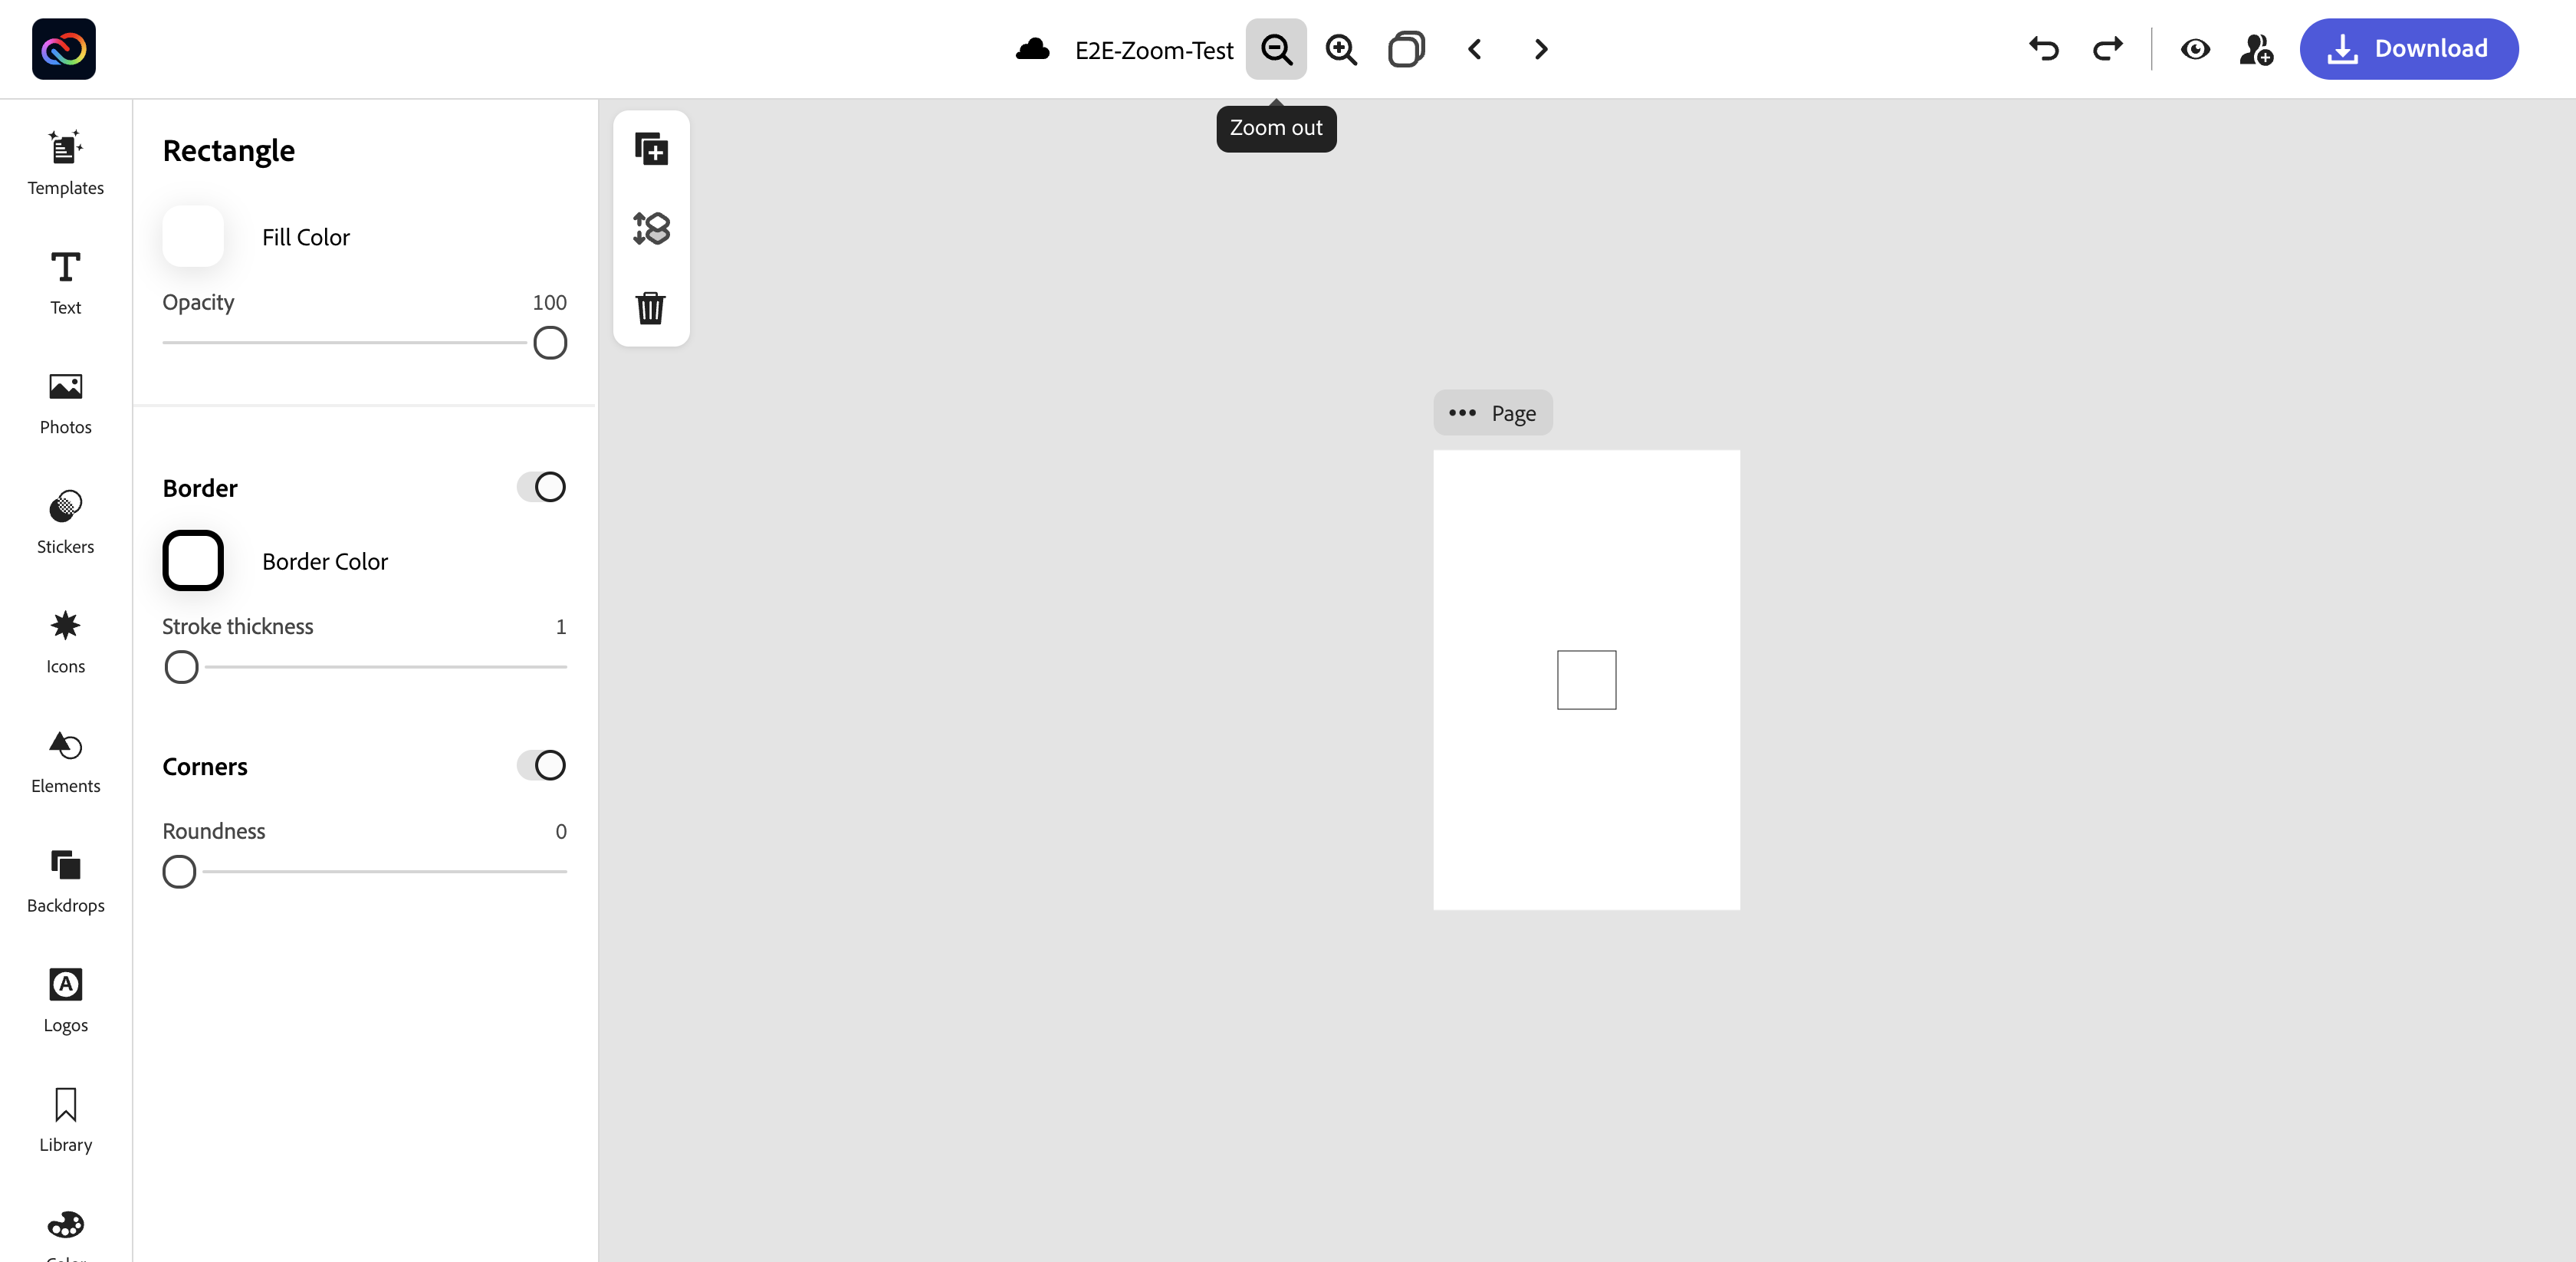 E2E-Zoom-Test
Download
Zoom out
Templates
Text
Photos
Stickers
Icons
Elements
Backdrops
Logos
Library
Rectangle
Fill Color
Opacity 100
Border
Border Color
Stroke thickness 1
Corners
Roundness 0
Page